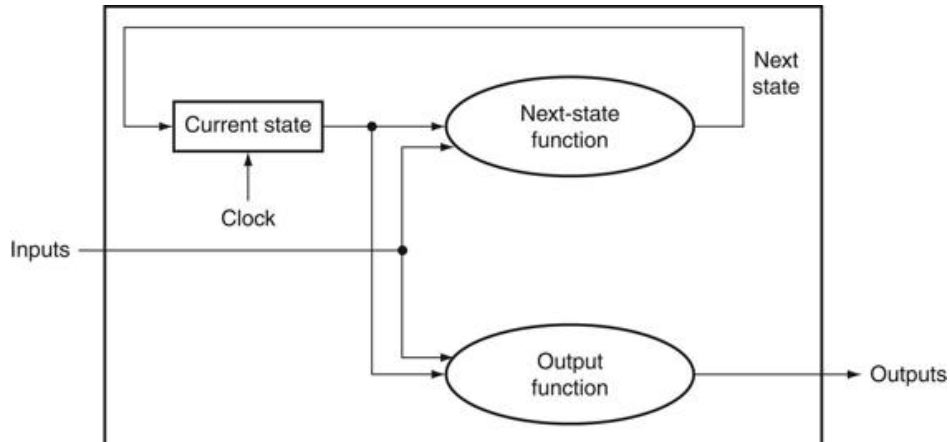 Next
state
Current state
Next-state
function
Clock
Inputs
Output
function
Outputs